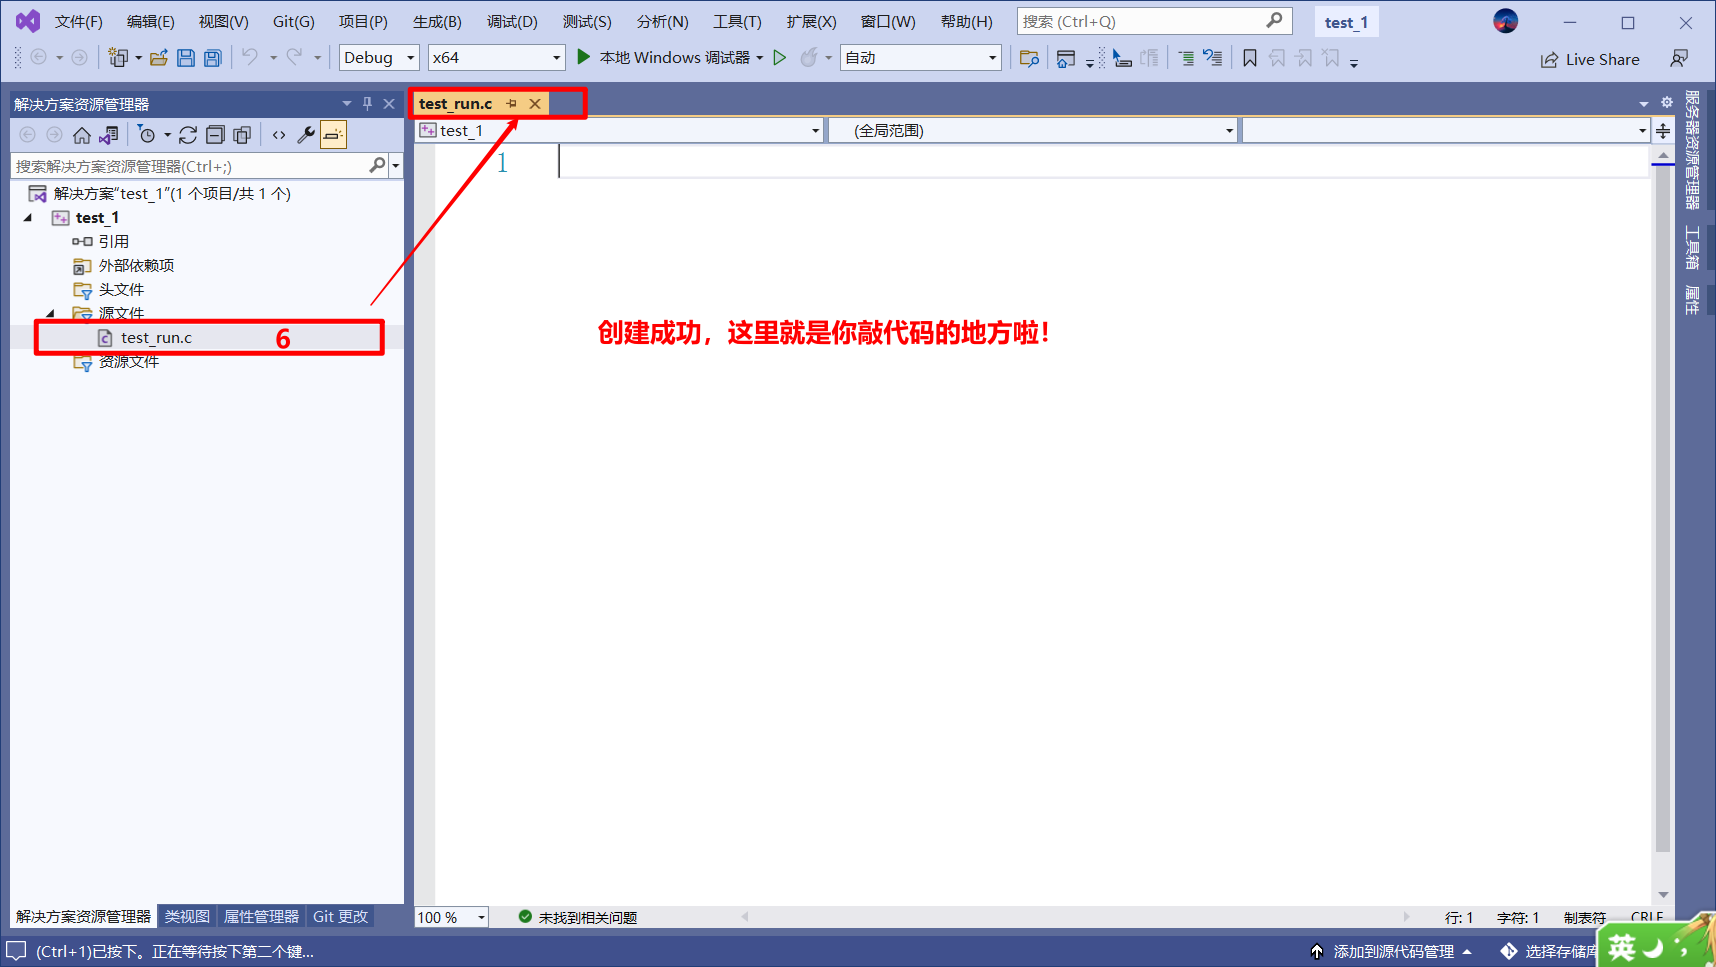 文件(F) 编辑(E) 视图(V) Git(G) 项目(P) 生成(B) 调试(D) 测试(S) 分析(N) 工具(T) 扩展(X) 窗口(W) 帮助(H) 搜索 (Ctrl+Q) test_1
Debug x64 本地 Windows 调试器 自动 Live Share
解决方案资源管理器
搜索解决方案资源管理器(Ctrl+;)
解决方案“test_1”(1 个项目/共 1 个)
test_1
引用
外部依赖项
头文件
源文件
test_run.c 6
资源文件
test_run.c
test_1 (全局范围)
1
创建成功，这里就是你敲代码的地方啦！
服务器资源管理器
工具箱
属性
解决方案资源管理器 类视图 属性管理器 Git 更改
100 % 未找到相关问题 行: 1 字符: 1 制表符 CRLF
(Ctrl+1)已按下。正在等待按下第二个键... 添加到源代码管理 选择存储库
英